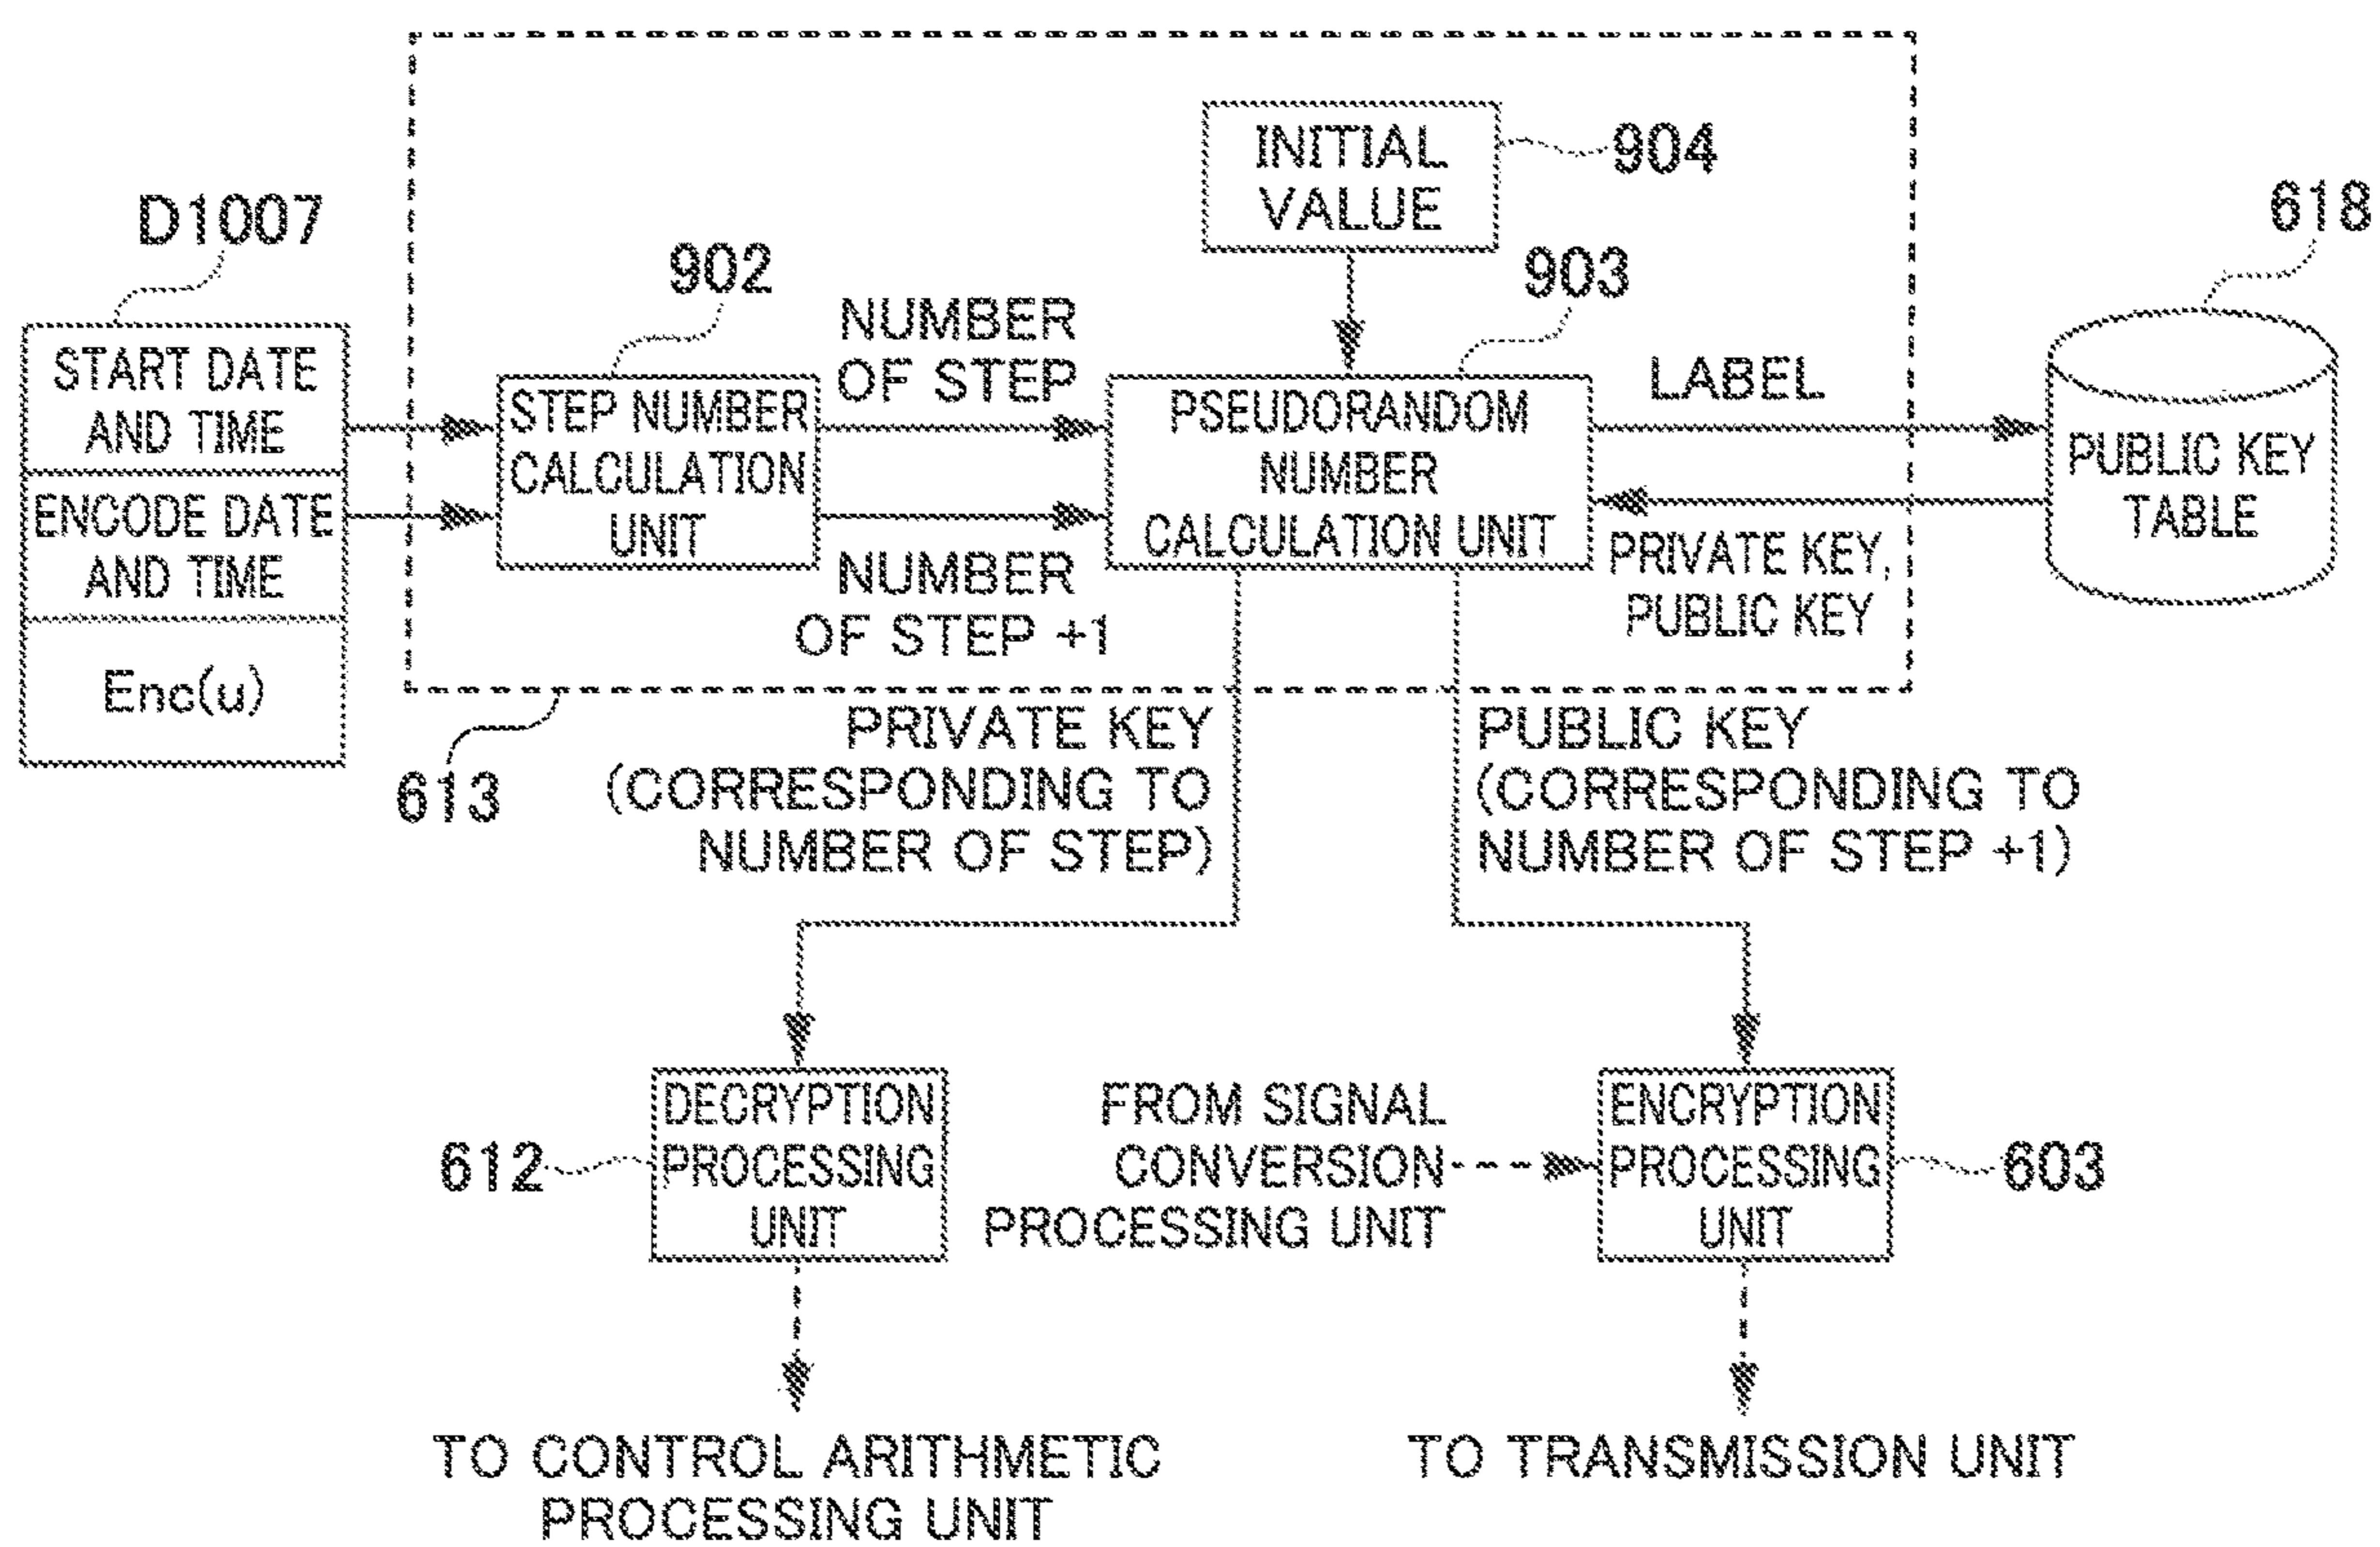 INITIAL
VALUE
904
D1007
618
902
903
NUMBER
OF STEP
START DATE
AND TIME
STEP NUMBER
CALCULATION
UNIT
PSEUDORANDOM
NUMBER
CALCULATION UNIT
LABEL
PUBLIC KEY
TABLE
ENCODE DATE
AND TIME
NUMBER
OF STEP +1
PRIVATE KEY,
PUBLIC KEY
Enc(u)
613
PRIVATE KEY
(CORRESPONDING TO
NUMBER OF STEP)
PUBLIC KEY
(CORRESPONDING TO
NUMBER OF STEP +1)
612
DECRYPTION
PROCESSING
UNIT
FROM SIGNAL
CONVERSION
PROCESSING UNIT
ENCRYPTION
PROCESSING
UNIT
603
TO CONTROL ARITHMETIC
PROCESSING UNIT
TO TRANSMISSION UNIT